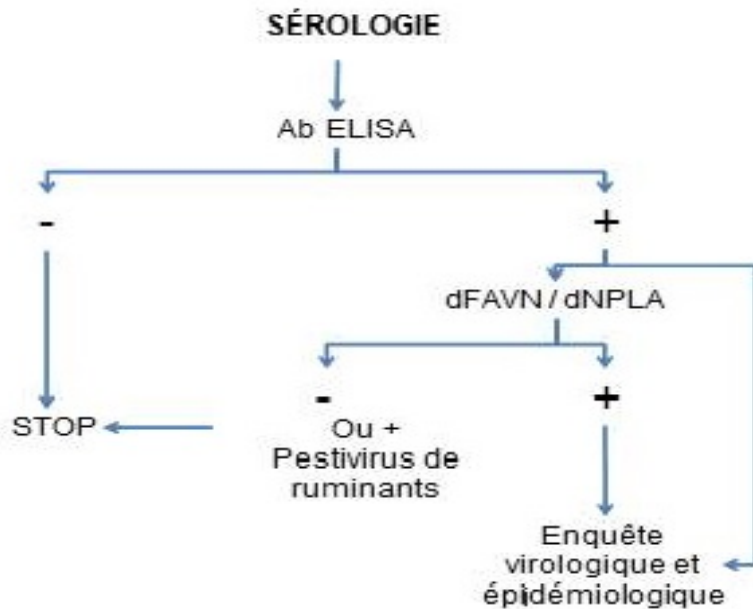 SÉROLOGIE
Ab ELISA
-
+
dFAVN / dNPLA
-
+
Ou +
Pestivirus de
ruminants
STOP
Enquête
virologique et
épidémiologique